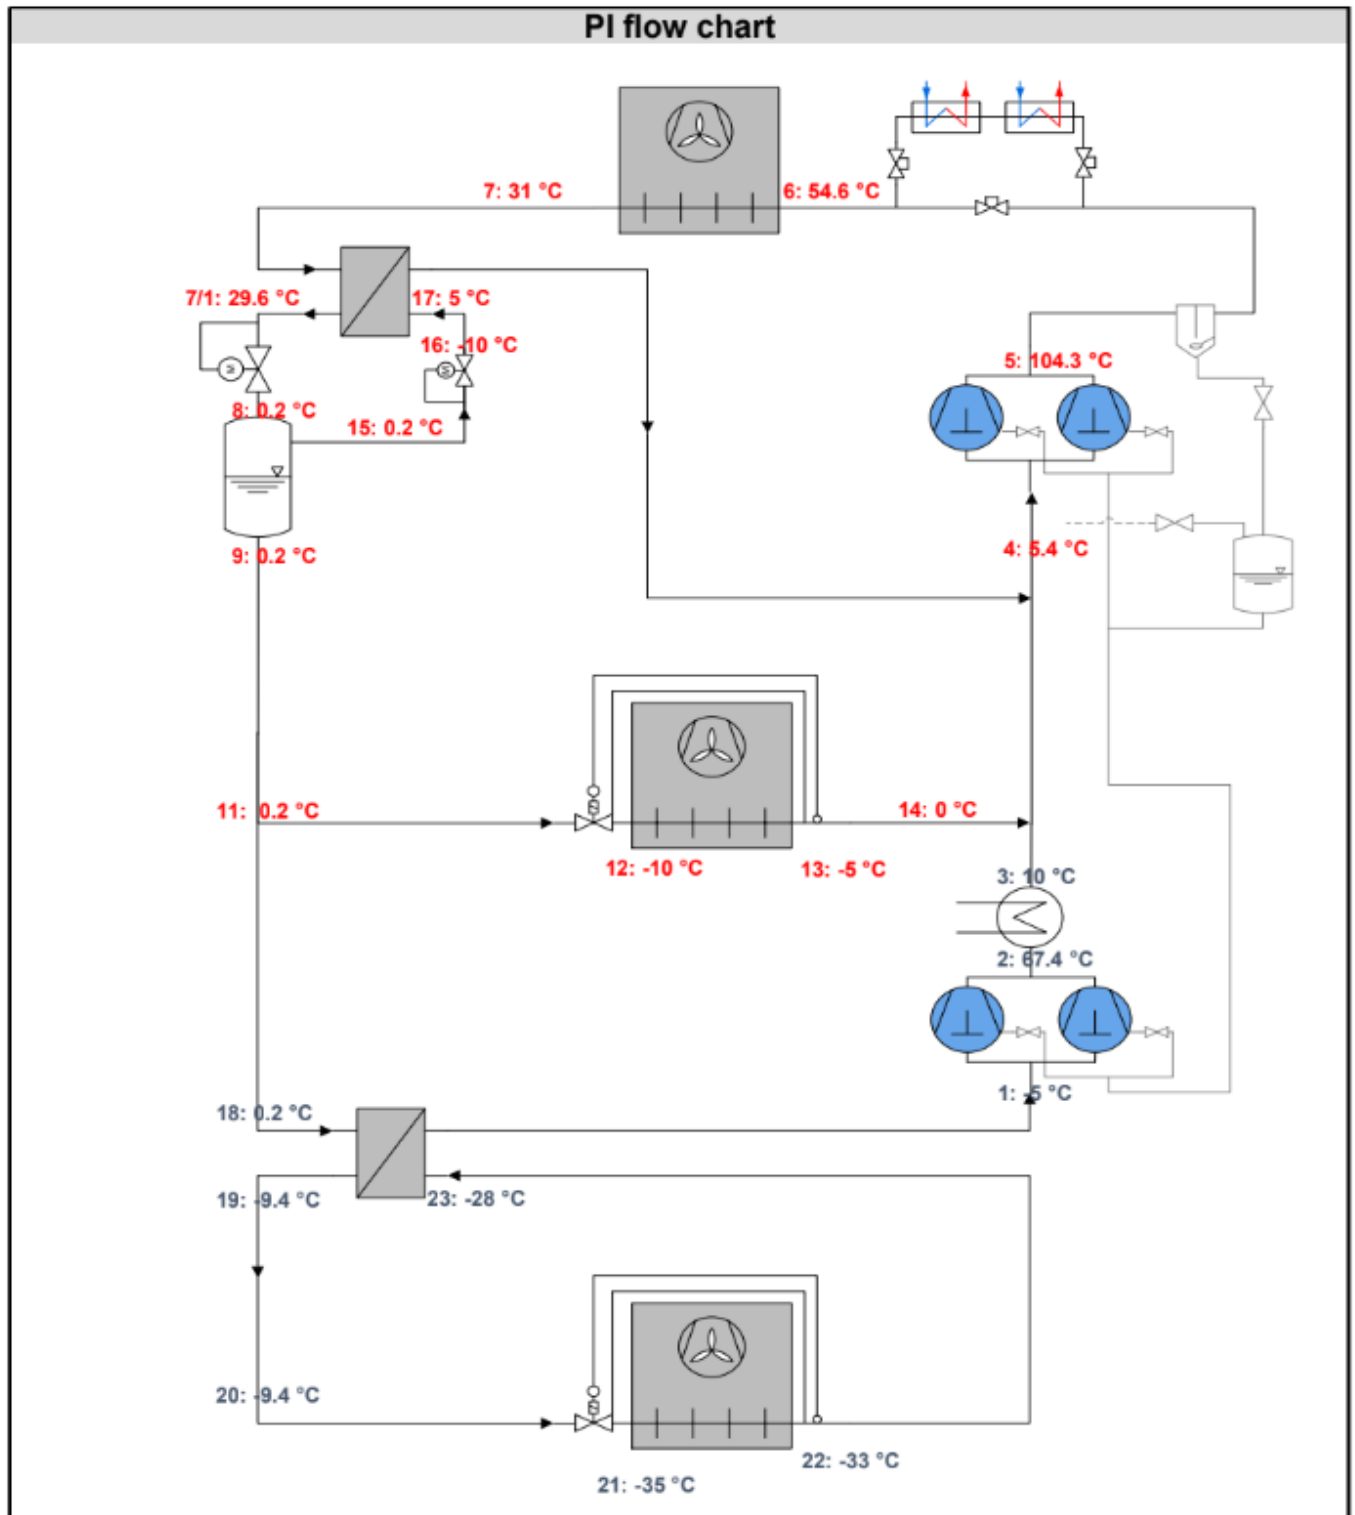 PI flow chart
7: 31 °C
6: 54.6 °C
7/1: 29.6 °C
17: 5 °C
16: -10 °C
M
M
5: 104.3 °C
8: 0.2 °C
15: 0.2 °C
9: 0.2 °C
4: 5.4 °C
11: 0.2 °C
14: 0 °C
12: -10 °C
13: -5 °C
3: 10 °C
2: 67.4 °C
1: -5 °C
18: 0.2 °C
19: -9.4 °C
23: -28 °C
20: -9.4 °C
22: -33 °C
21: -35 °C